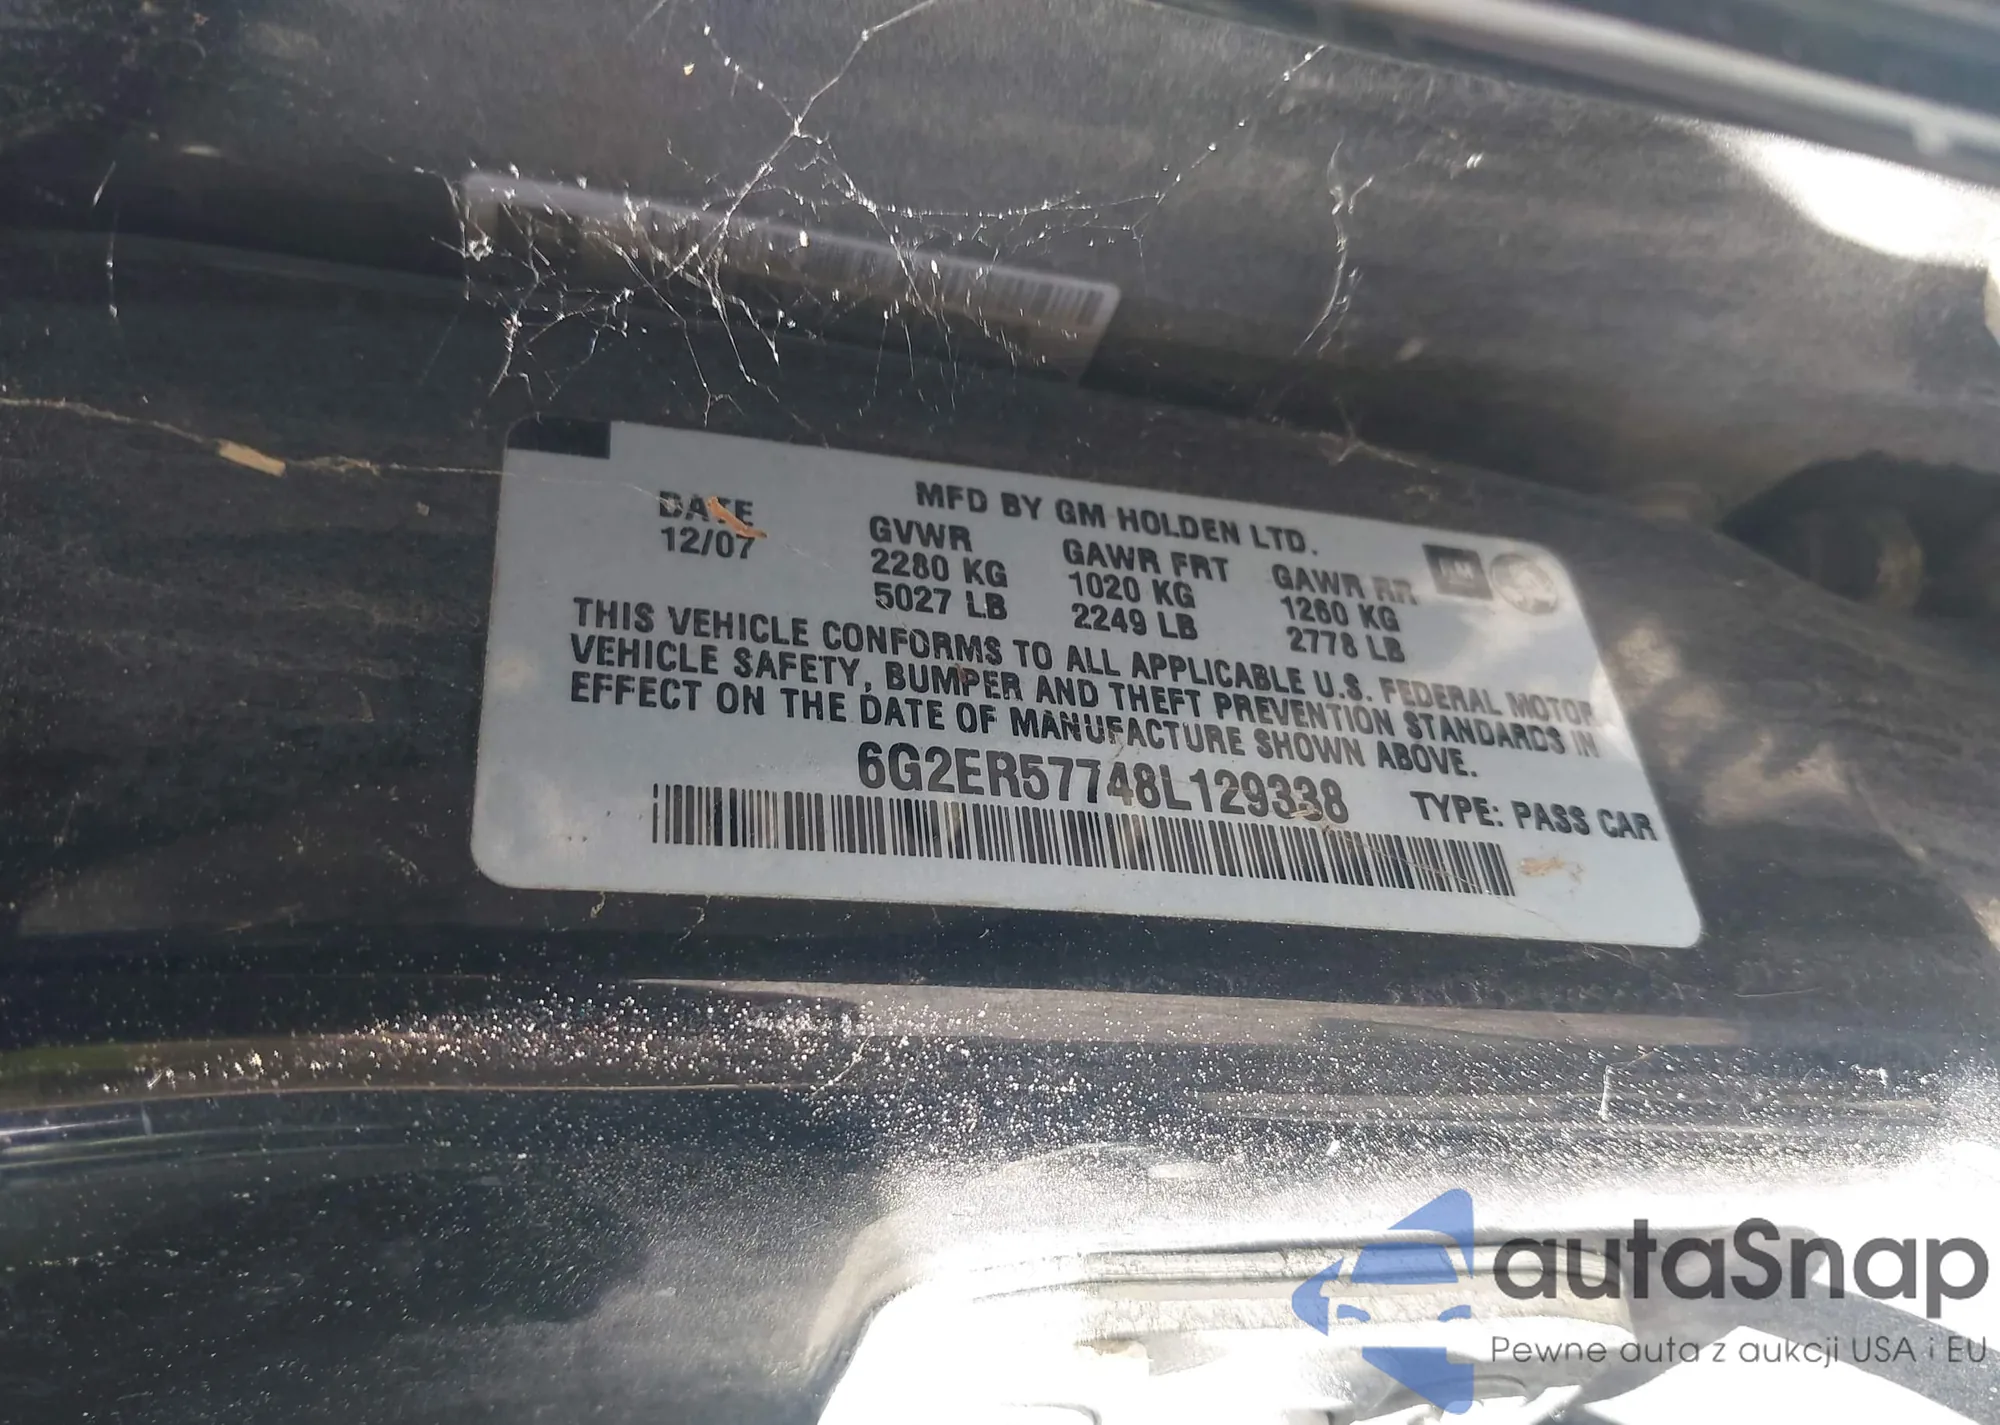 MFD BY GM HOLDEN LTD.
DATE
12/07
GVWR
2280 KG
5027 LB
GAWR FRT
1020 KG
2249 LB
GAWR RR
1260 KG
2778 LB
GM
THIS VEHICLE CONFORMS TO ALL APPLICABLE U.S. FEDERAL MOTOR
VEHICLE SAFETY, BUMPER AND THEFT PREVENTION STANDARDS IN
EFFECT ON THE DATE OF MANUFACTURE SHOWN ABOVE.
6G2ER57748L129338
TYPE: PASS CAR
autaSnap
Pewne auta z aukcji USA i EU